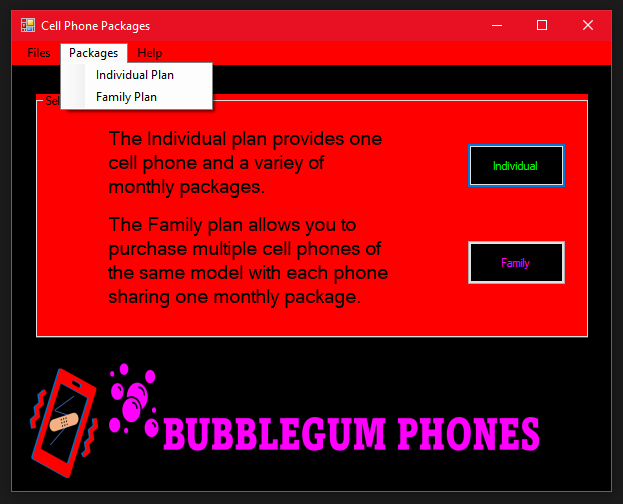 Cell Phone Packages
Files Packages Help
Individual Plan
Family Plan
The Individual plan provides one
cell phone and a variey of
monthly packages.
Individual
The Family plan allows you to
purchase multiple cell phones of
the same model with each phone
sharing one monthly package.
Family
BUBBLEGUM PHONES